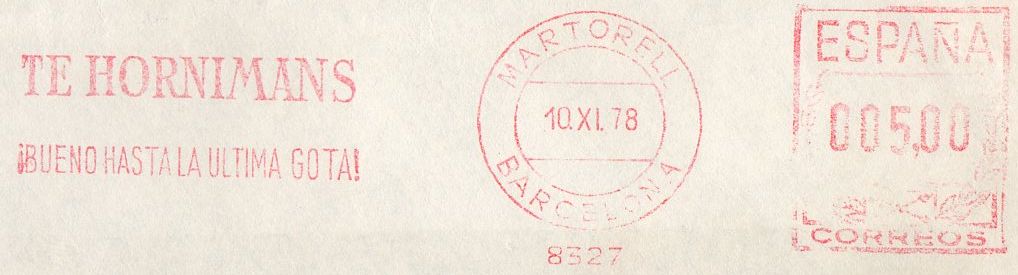 TE HORNIMANS
¡BUENO HASTA LA ULTIMA GOTA!
MARTORELL
10.XI.78
BARCELONA
8327
ESPAÑA
005,00
CORREOS